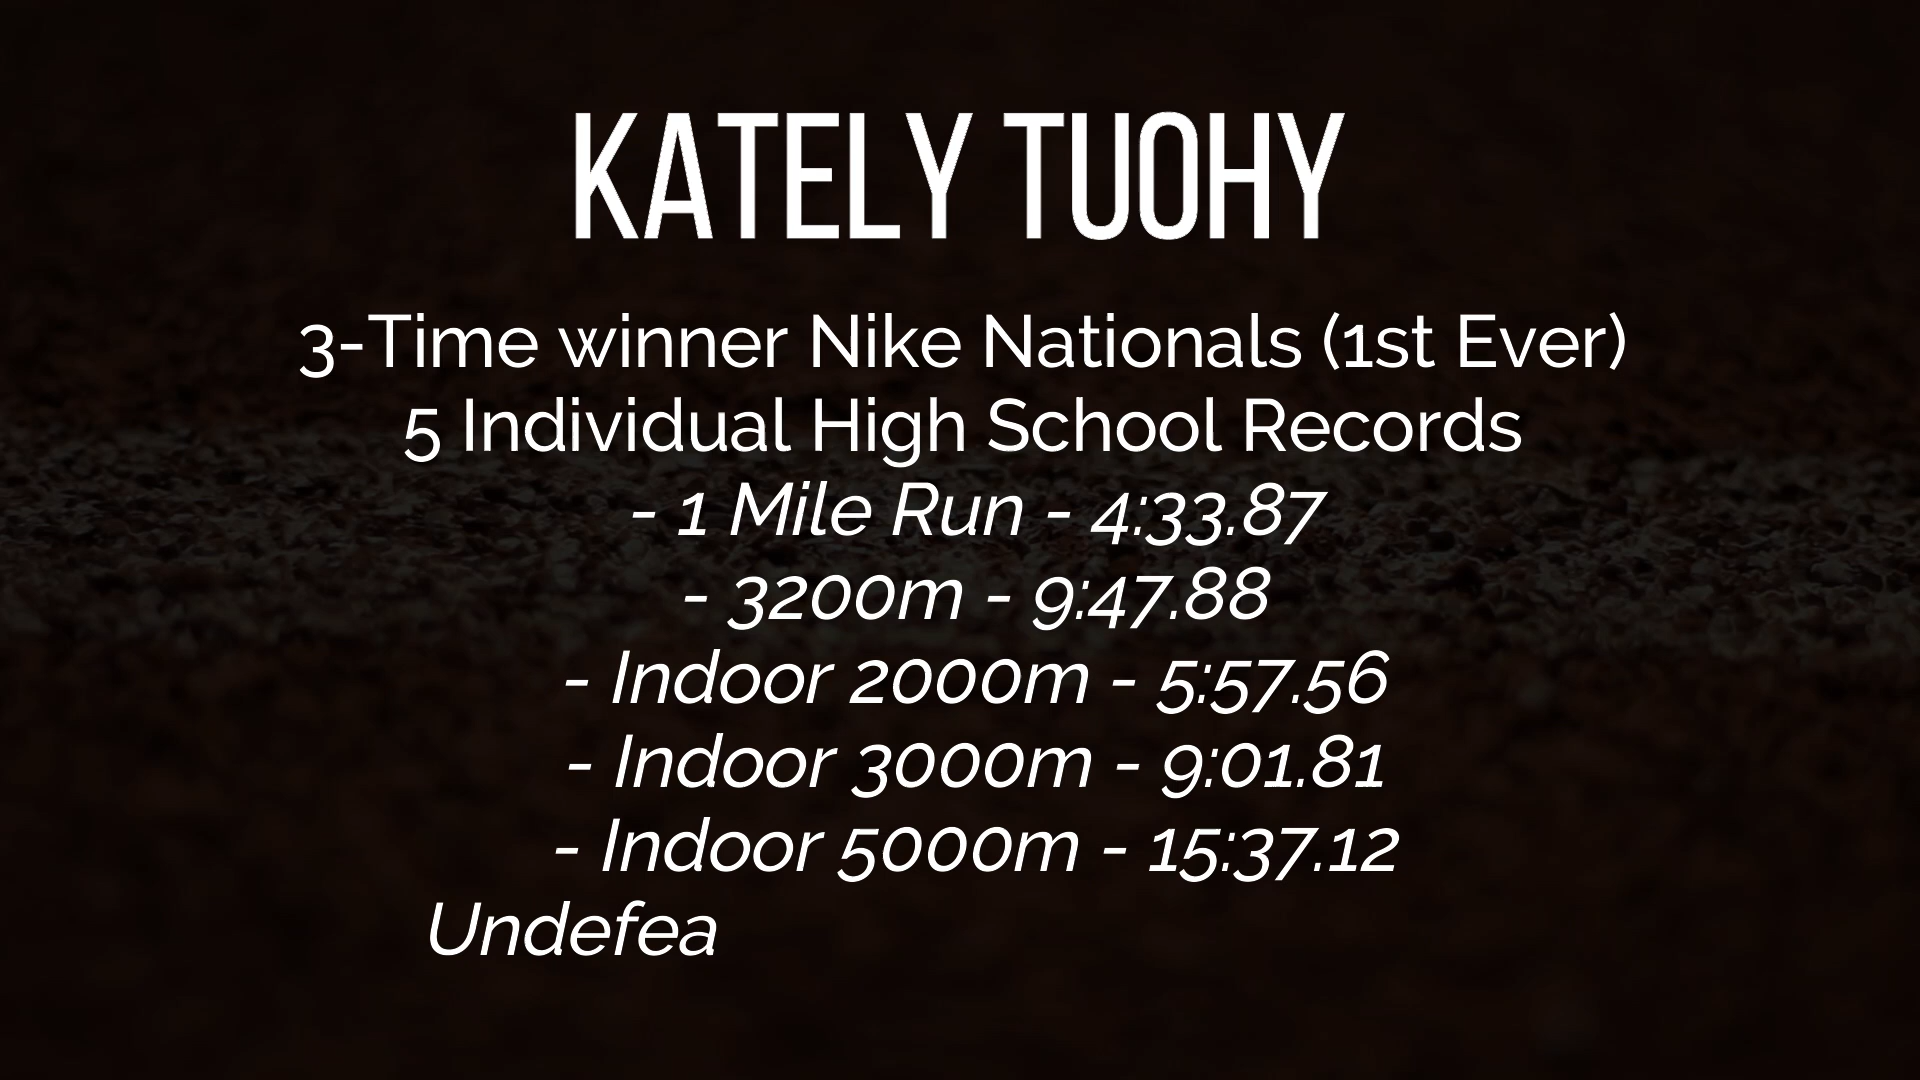 KATELY TUOHY
3-Time winner Nike Nationals (1st Ever)
5 Individual High School Records
- 1 Mile Run - 4:33.87
- 3200m - 9:47.88
- Indoor 2000m - 5:57.56
- Indoor 3000m - 9:01.81
- Indoor 5000m - 15:37.12
Undefea